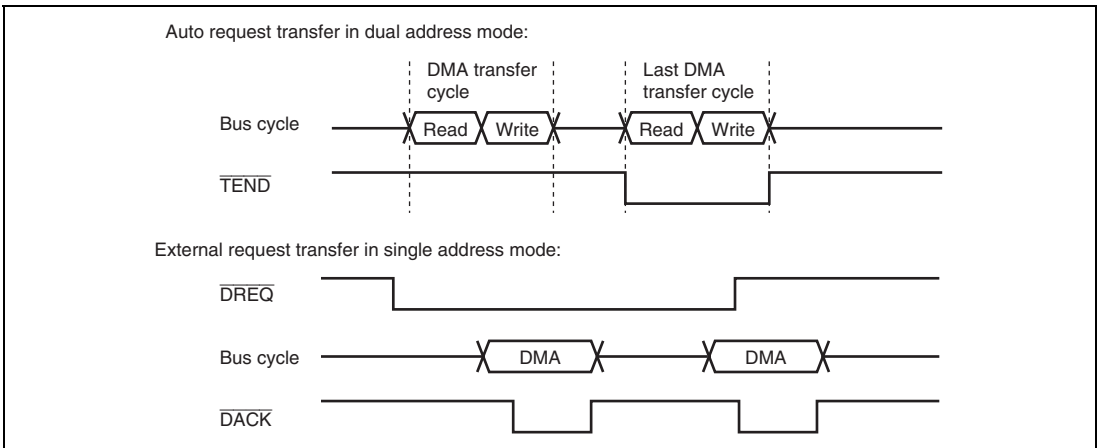 Auto request transfer in dual address mode:
DMA transfer
cycle
Last DMA
transfer cycle
Bus cycle
Read
Write
Read
Write
TEND
External request transfer in single address mode:
DREQ
Bus cycle
DMA
DMA
DACK